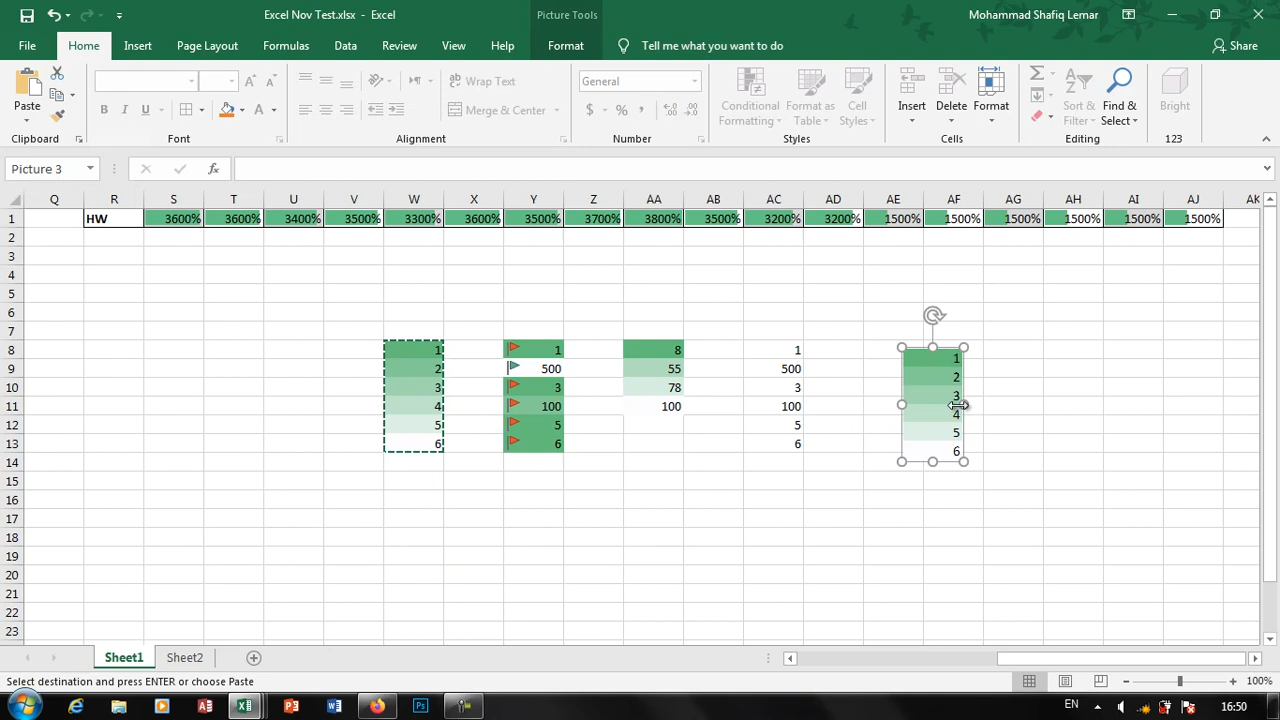 Excel Nov Test.xlsx - Excel
Picture Tools
Mohammad Shafiq Lemar
File Home Insert Page Layout Formulas Data Review View Help Format Tell me what you want to do Share
Paste
B I U A A A
Wrap Text
Merge & Center
General
$ % ,
Conditional Formatting
Format as Table
Cell Styles
Insert Delete Format
Sort & Filter
Find & Select
Bright
Clipboard Font Alignment Number Styles Cells Editing 123
Picture 3 fx
Q R S T U V W X Y Z AA AB AC AD AE AF AG AH AI AJ AK
1 HW 3600% 3600% 3400% 3500% 3300% 3600% 3500% 3700% 3800% 3500% 3200% 3200% 1500% 1500% 1500% 1500% 1500% 1500%
2
3
4
5
6
7
8 1 1 8 1 1
9 2 500 55 500 2
10 3 3 78 3 3
11 4 100 100 100 4
12 5 5 5 5
13 6 6 6 6
14
15
16
17
18
19
20
21
22
23
Sheet1 Sheet2
Select destination and press ENTER or choose Paste
100%
EN 16:50